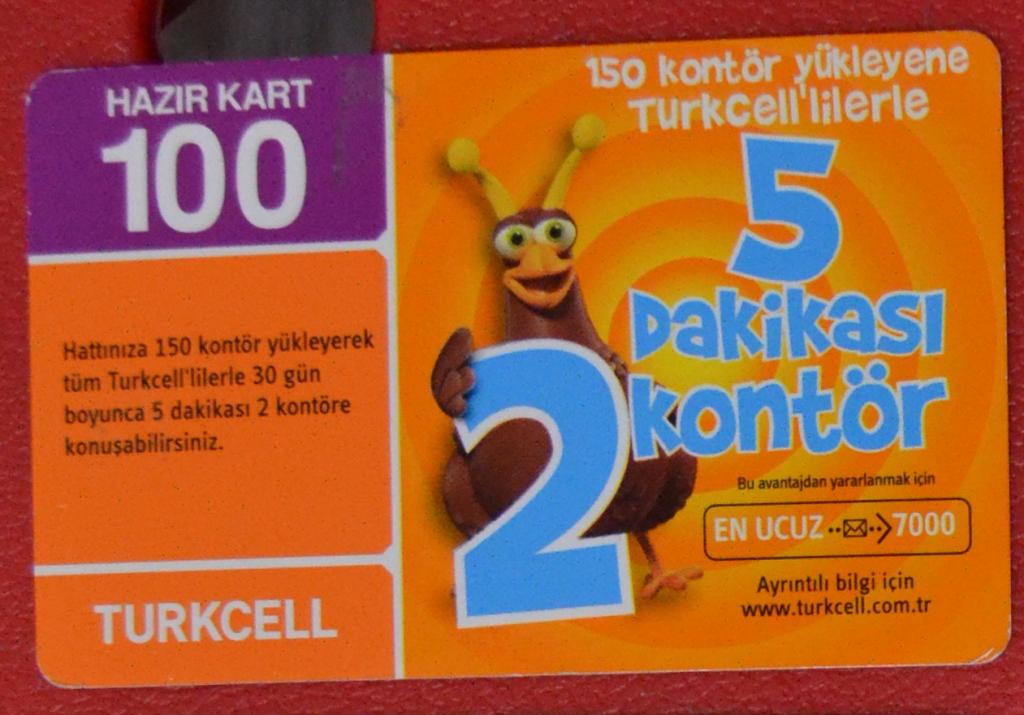 HAZIR KART
100
Hattınıza 150 kontör yükleyerek
tüm Turkcell'lilerle 30 gün
boyunca 5 dakikası 2 kontöre
konuşabilirsiniz.
TURKCELL
150 kontör yükleyene
Turkcell'lilerle
5
Dakikası
2 kontör
Bu avantajdan yararlanmak için
EN UCUZ 7000
Ayrıntılı bilgi için
www.turkcell.com.tr